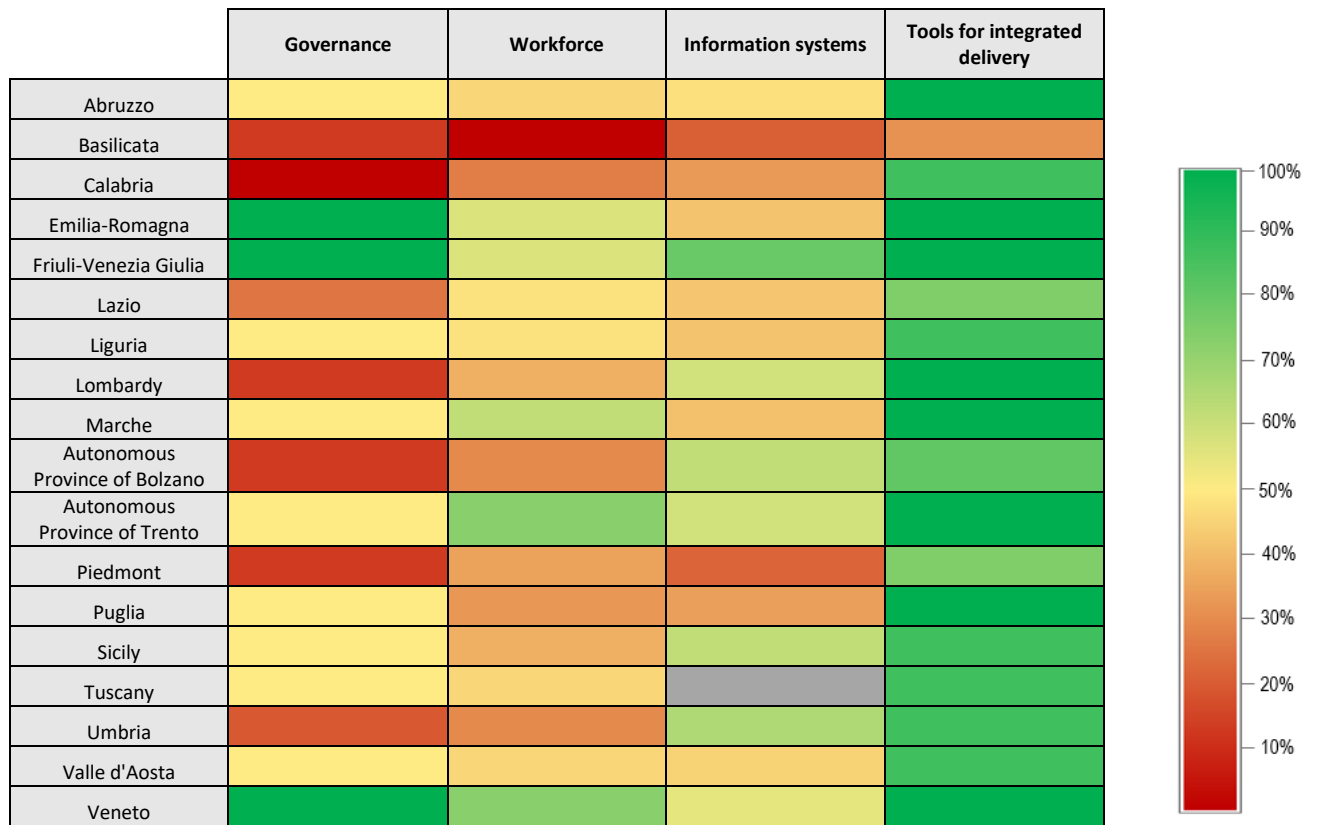 Governance
Workforce
Information systems
Tools for integrated
delivery
Abruzzo
Basilicata
Calabria
Emilia-Romagna
Friuli-Venezia Giulia
Lazio
Liguria
Lombardy
Marche
Autonomous
Province of Bolzano
Autonomous
Province of Trento
Piedmont
Puglia
Sicily
Tuscany
Umbria
Valle d'Aosta
Veneto
100%
90%
80%
70%
60%
50%
40%
30%
20%
10%